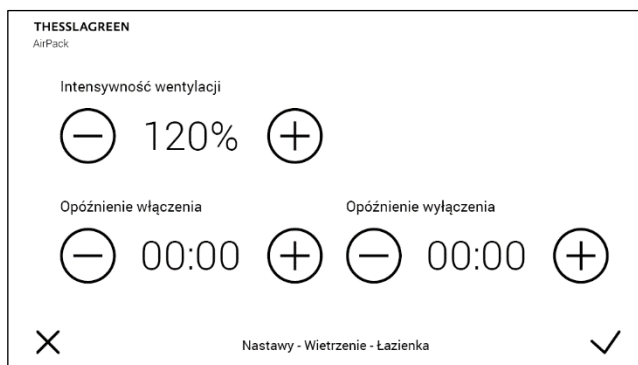 THESSLAGREEN
AirPack
Intensywność wentylacji
120%
Opóźnienie włączenia Opóźnienie wyłączenia
00:00 00:00
Nastawy - Wietrzenie - Łazienka